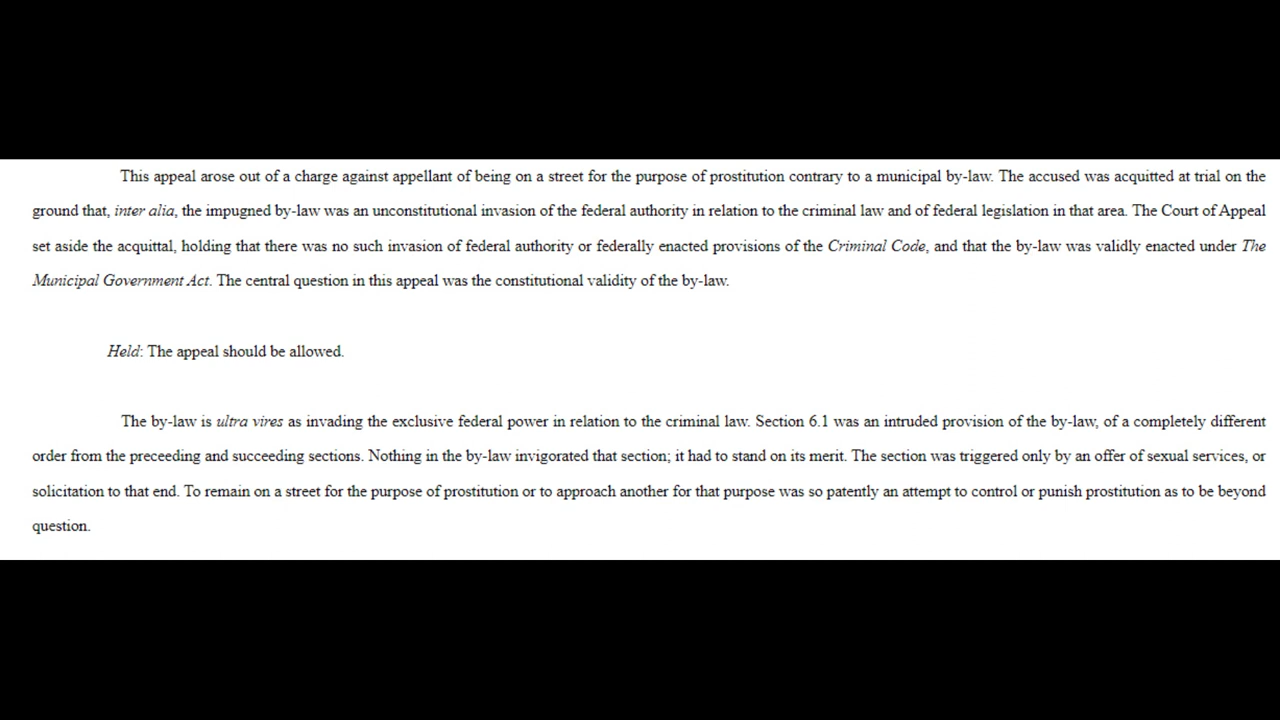 This appeal arose out of a charge against appellant of being on a street for the purpose of prostitution contrary to a municipal by-law. The accused was acquitted at trial on the
ground that, inter alia, the impugned by-law was an unconstitutional invasion of the federal authority in relation to the criminal law and of federal legislation in that area. The Court of Appeal
set aside the acquittal, holding that there was no such invasion of federal authority or federally enacted provisions of the Criminal Code, and that the by-law was validly enacted under The
Municipal Government Act. The central question in this appeal was the constitutional validity of the by-law.
Held: The appeal should be allowed.
The by-law is ultra vires as invading the exclusive federal power in relation to the criminal law. Section 6.1 was an intruded provision of the by-law, of a completely different
order from the preceeding and succeeding sections. Nothing in the by-law invigorated that section; it had to stand on its merit. The section was triggered only by an offer of sexual services, or
solicitation to that end. To remain on a street for the purpose of prostitution or to approach another for that purpose was so patently an attempt to control or punish prostitution as to be beyond
question.